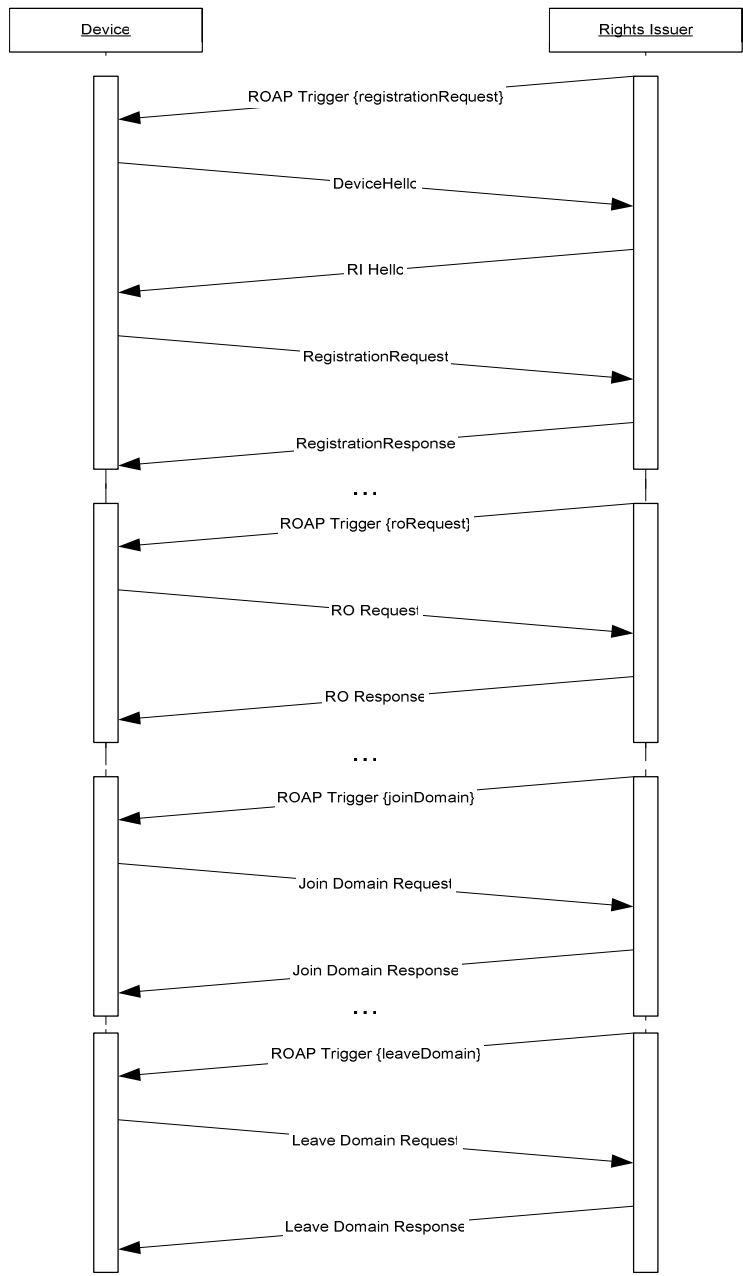 Device
Rights Issuer
ROAP Trigger {registrationRequest}
DeviceHello
RI Hello
RegistrationRequest
RegistrationResponse
...
ROAP Trigger {roRequest}
RO Request
RO Response
...
ROAP Trigger {joinDomain}
Join Domain Request
Join Domain Response
...
ROAP Trigger {leaveDomain}
Leave Domain Request
Leave Domain Response